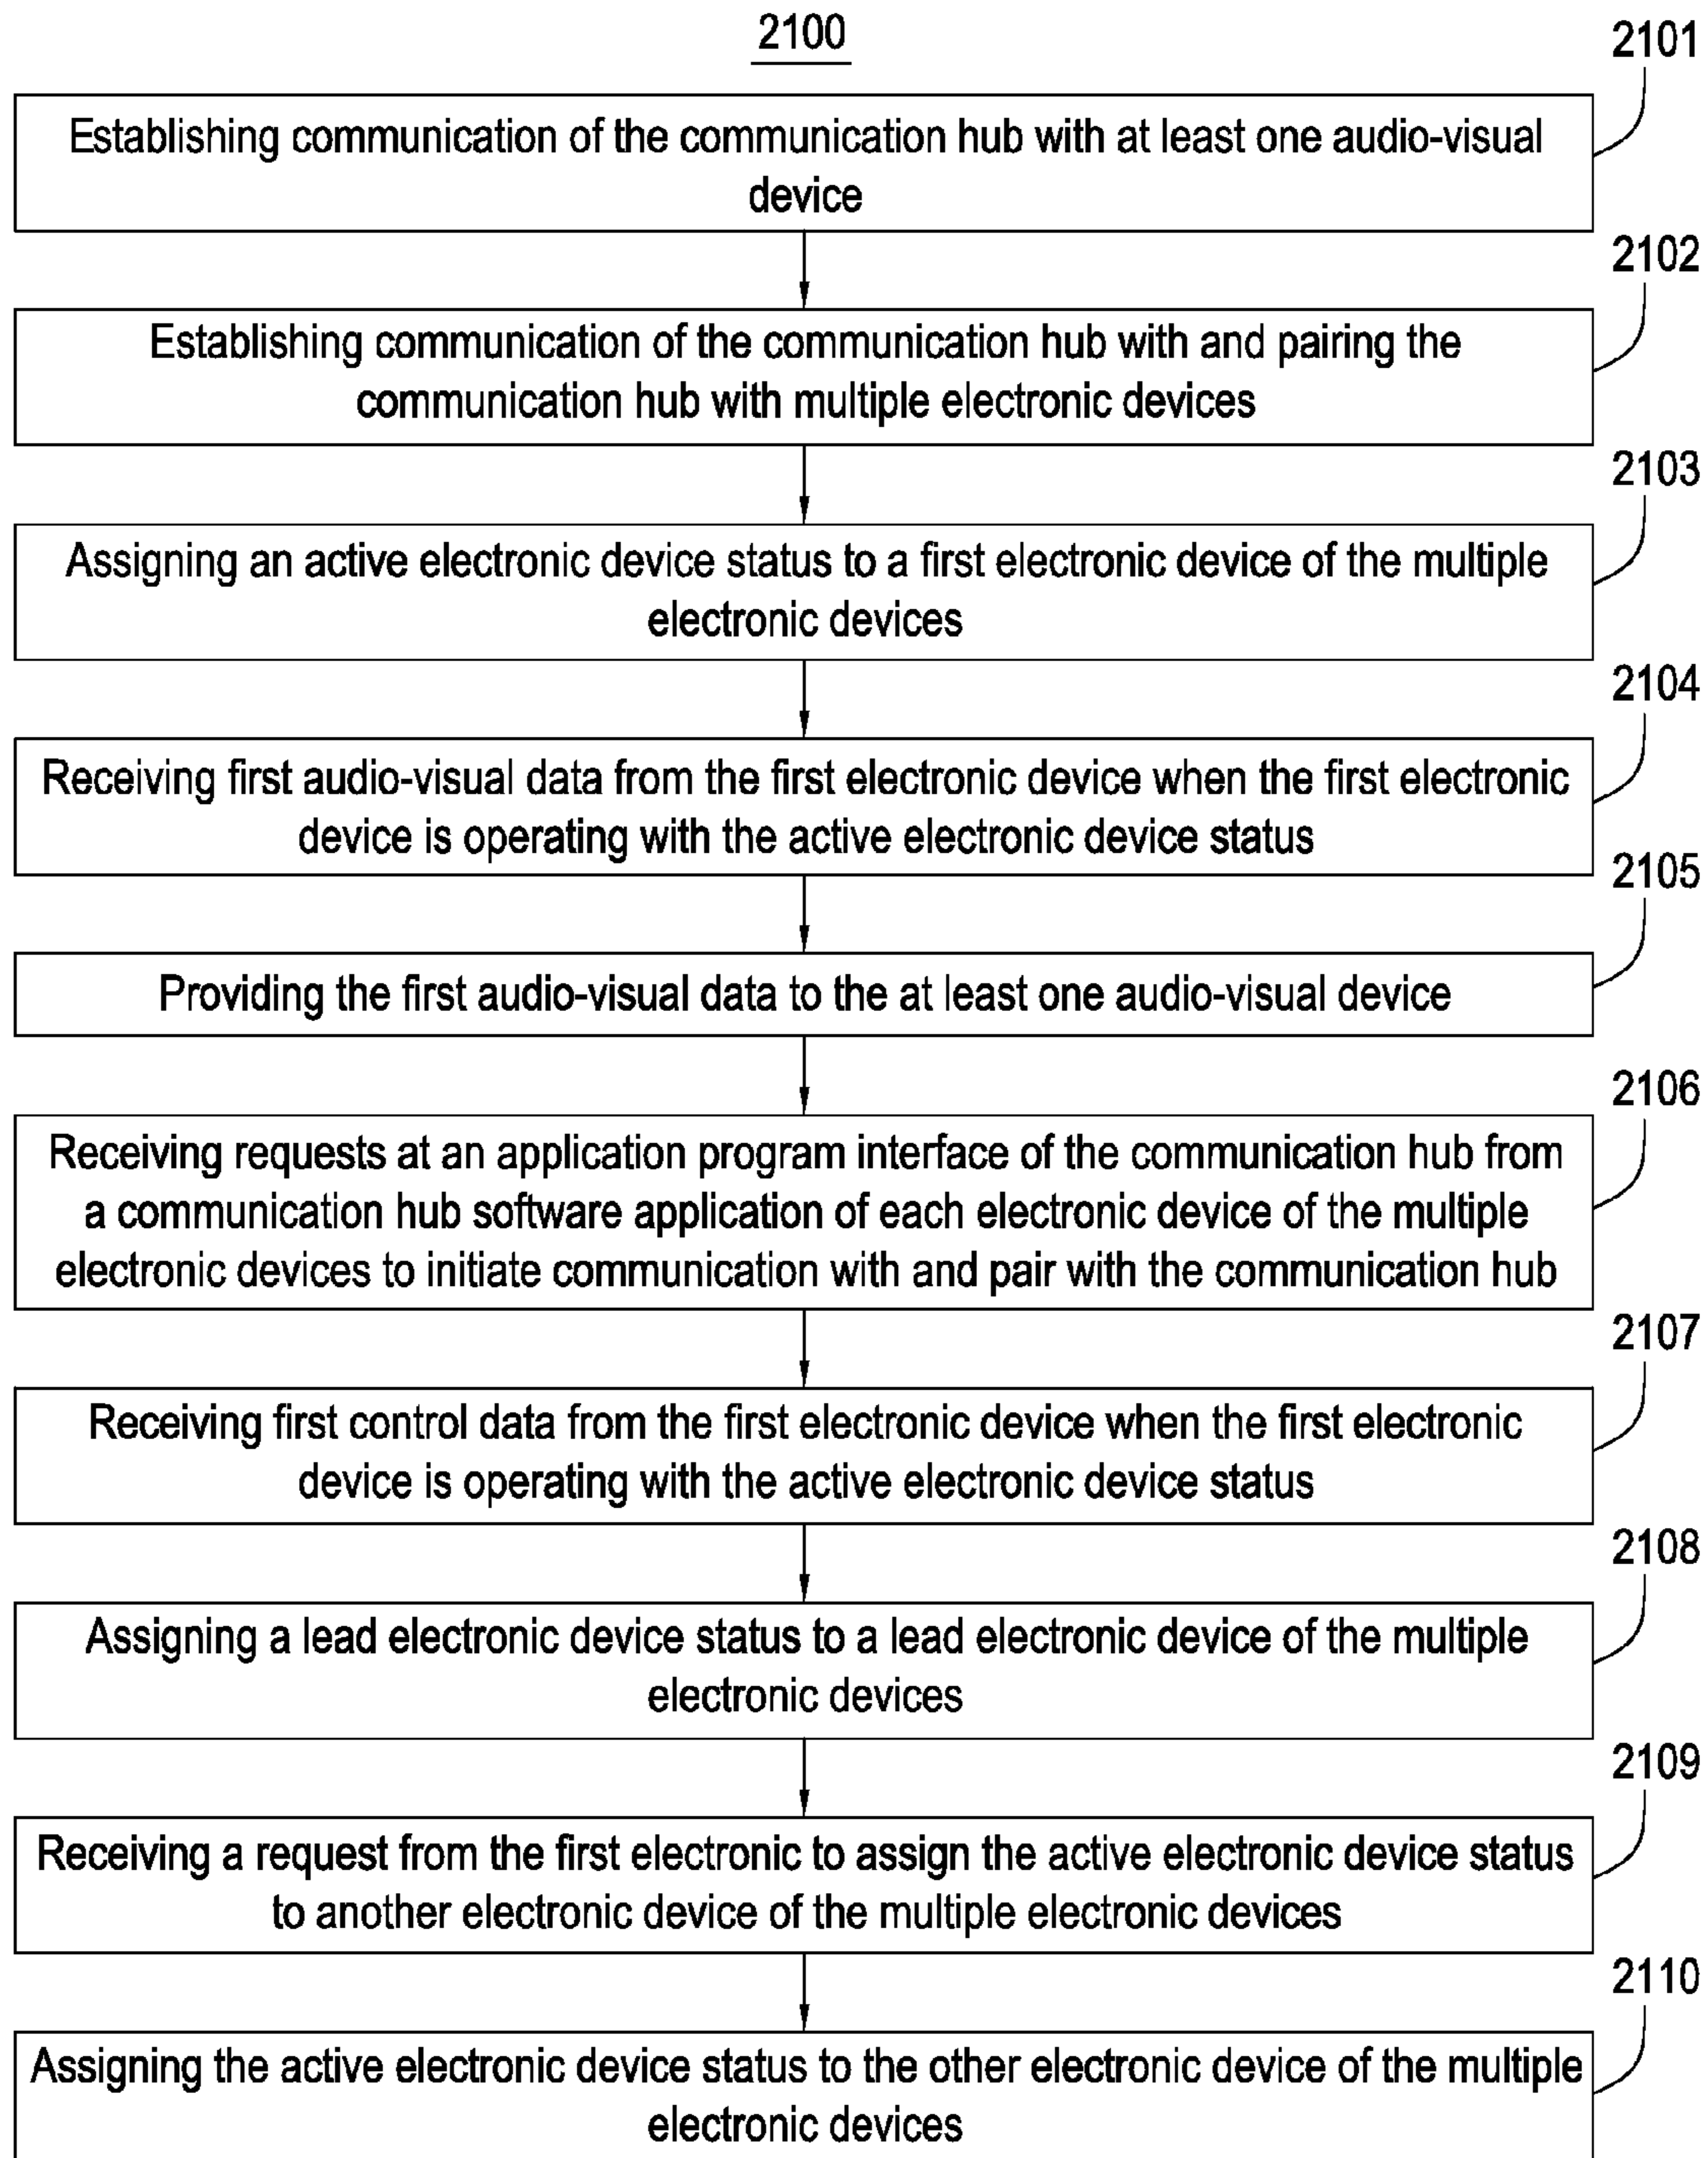 2100
2101
Establishing communication of the communication hub with at least one audio-visual
device
2102
Establishing communication of the communication hub with and pairing the
communication hub with multiple electronic devices
2103
Assigning an active electronic device status to a first electronic device of the multiple
electronic devices
2104
Receiving first audio-visual data from the first electronic device when the first electronic
device is operating with the active electronic device status
2105
Providing the first audio-visual data to the at least one audio-visual device
2106
Receiving requests at an application program interface of the communication hub from
a communication hub software application of each electronic device of the multiple
electronic devices to initiate communication with and pair with the communication hub
2107
Receiving first control data from the first electronic device when the first electronic
device is operating with the active electronic device status
2108
Assigning a lead electronic device status to a lead electronic device of the multiple
electronic devices
2109
Receiving a request from the first electronic to assign the active electronic device status
to another electronic device of the multiple electronic devices
2110
Assigning the active electronic device status to the other electronic device of the multiple
electronic devices